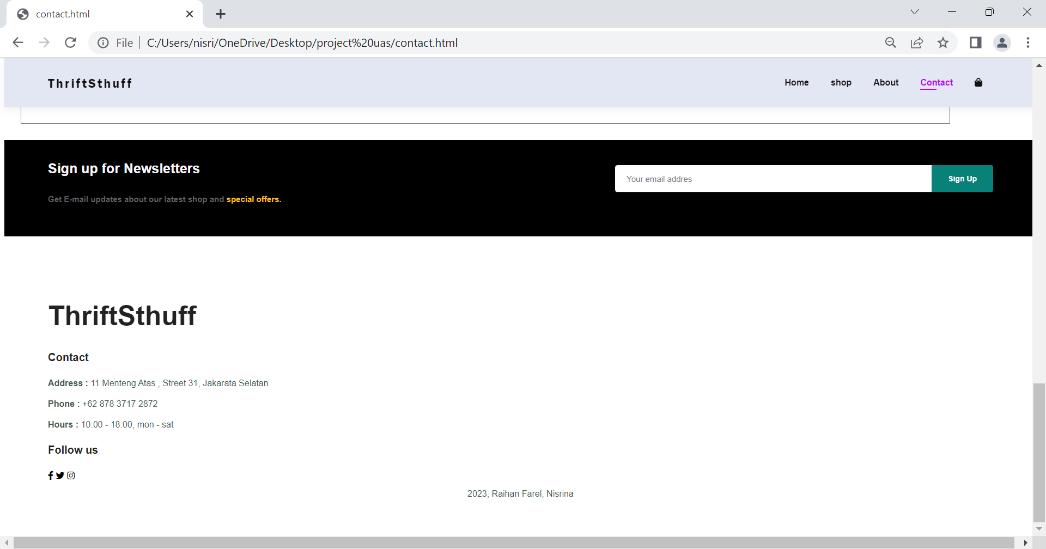 contact.html
File
C:/Users/nisri/OneDrive/Desktop/project%20uas/contact.html
ThriftSthuff
Home shop About Contact
Sign up for Newsletters
Your email addres Sign Up
Get E-mail updates about our latest shop and special offers.
ThriftSthuff
Contact
Address : 11 Menteng Atas , Street 31, Jakarata Selatan
Phone : +62 878 3717 2872
Hours : 10.00 - 18.00, mon - sat
Follow us
2023, Raihan Farel, Nisrina